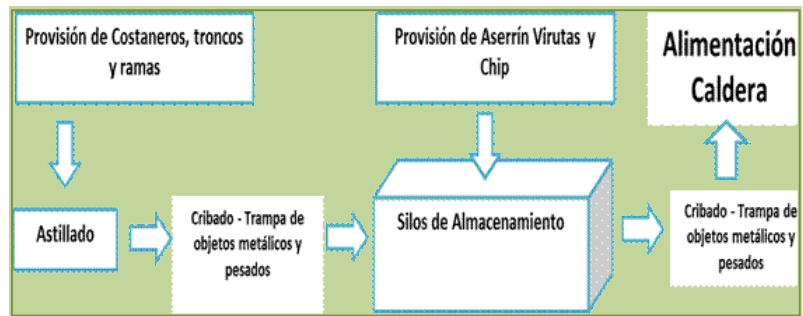 Provisión de Costaneros, troncos
y ramas
Provisión de Aserrín Virutas y
Chip
Alimentación
Caldera
Astillado
Cribado - Trampa de
objetos metálicos y
pesados
Silos de Almacenamiento
Cribado - Trampa de
objetos metálicos y
pesados